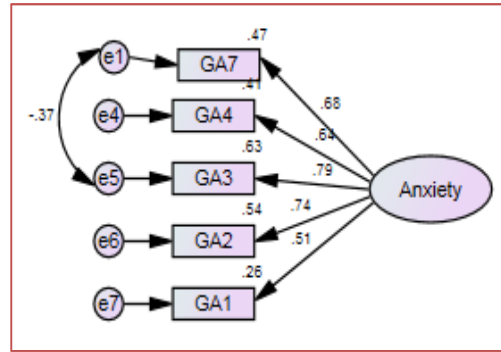 .47
e1
GA7
.68
.41
-.37
e4
GA4
.64
.63
.79
e5
GA3
Anxiety
.54
.74
e6
GA2
.51
.26
e7
GA1